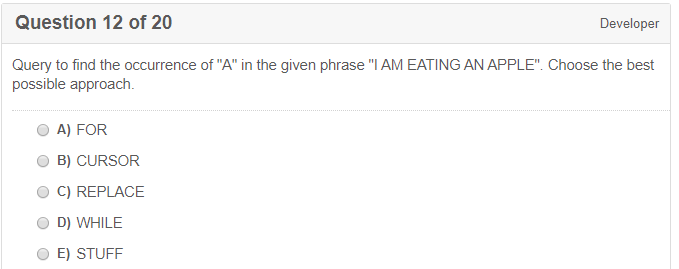 Question 12 of 20
Developer
Query to find the occurrence of "A" in the given phrase "I AM EATING AN APPLE". Choose the best
possible approach.
A) FOR
B) CURSOR
C) REPLACE
D) WHILE
E) STUFF